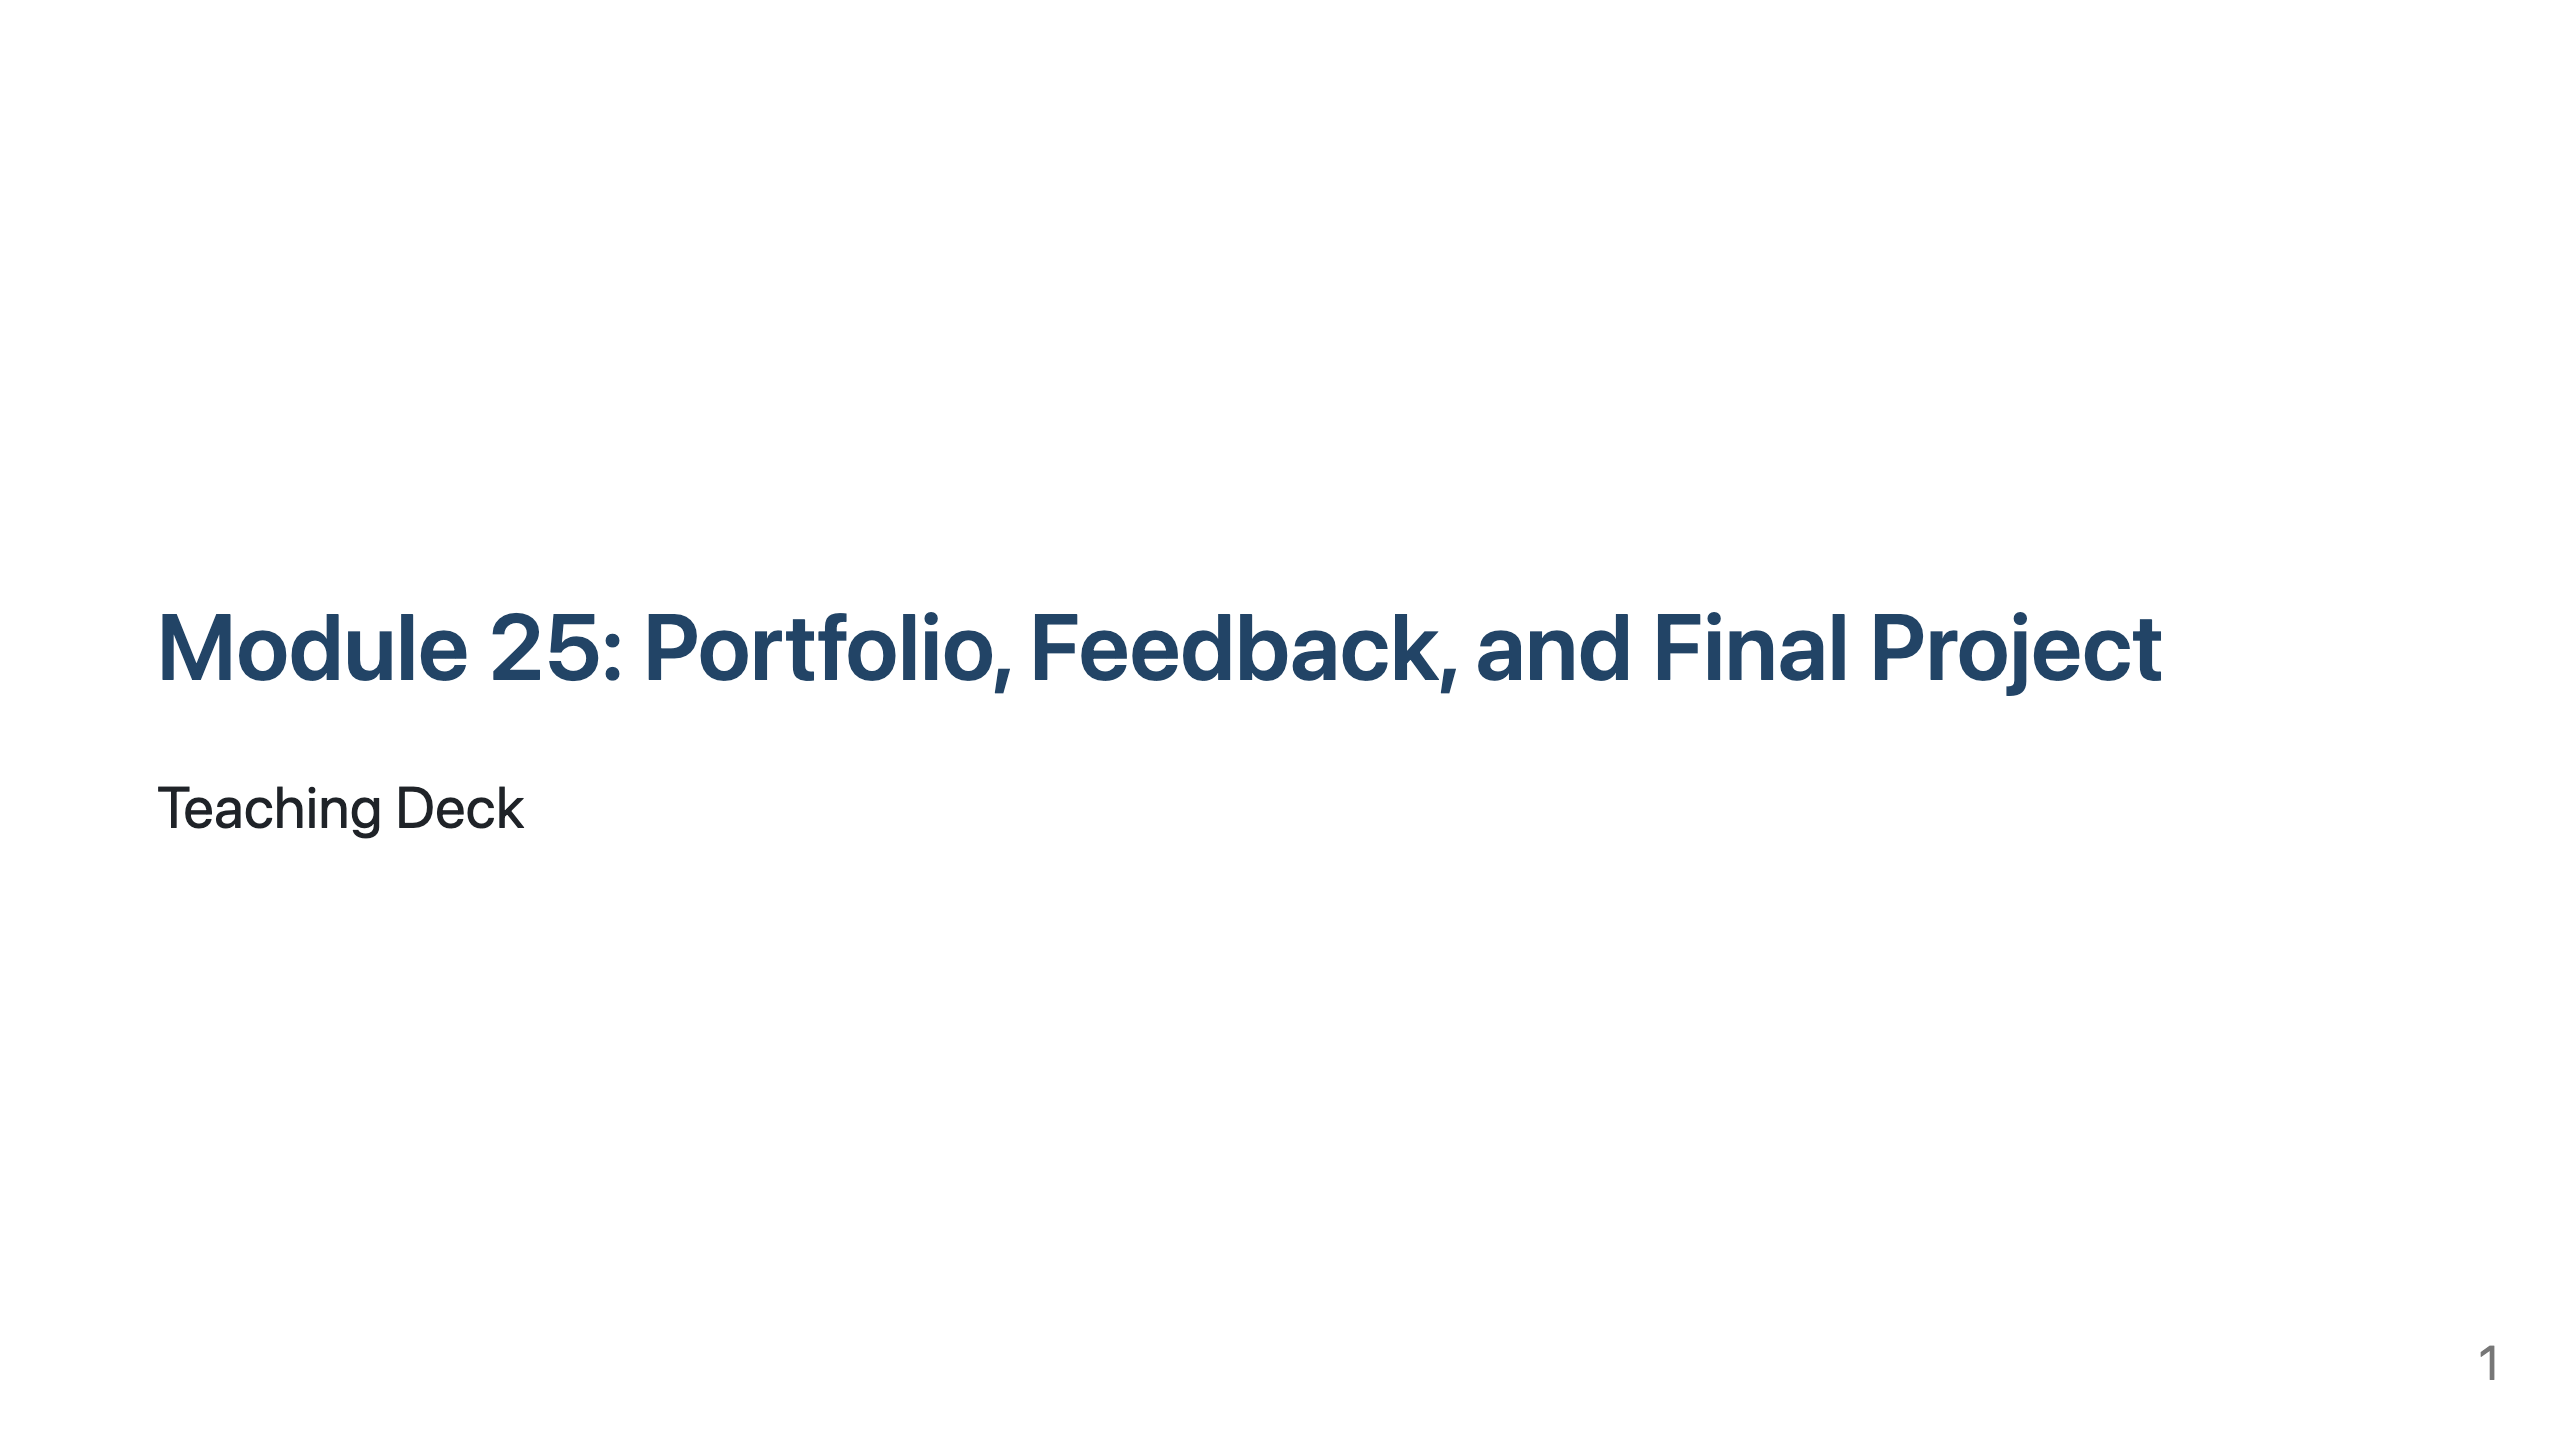 Module 25: Portfolio, Feedback, and Final Project
Teaching Deck
1